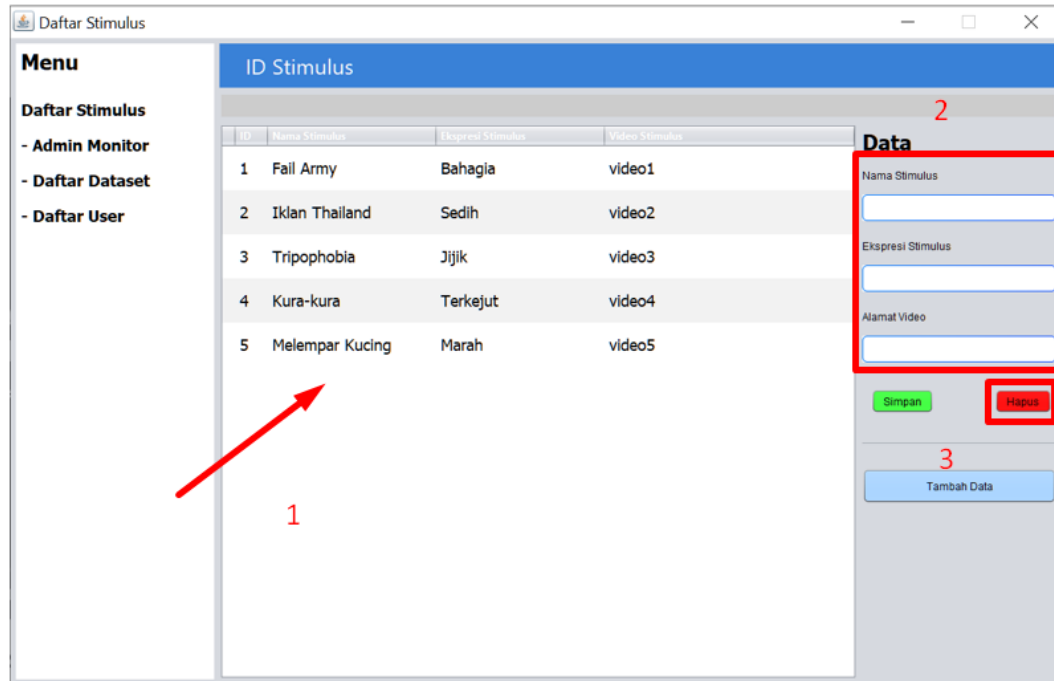 Daftar Stimulus
Menu
Daftar Stimulus
- Admin Monitor
- Daftar Dataset
- Daftar User
ID Stimulus
ID Nama Stimulus Ekspresi Stimulus Video Stimulus
1 Fail Army Bahagia video1
2 Iklan Thailand Sedih video2
3 Tripophobia Jijik video3
4 Kura-kura Terkejut video4
5 Melempar Kucing Marah video5
1
2
Data
Nama Stimulus
Ekspresi Stimulus
Alamat Video
Simpan Hapus
3
Tambah Data